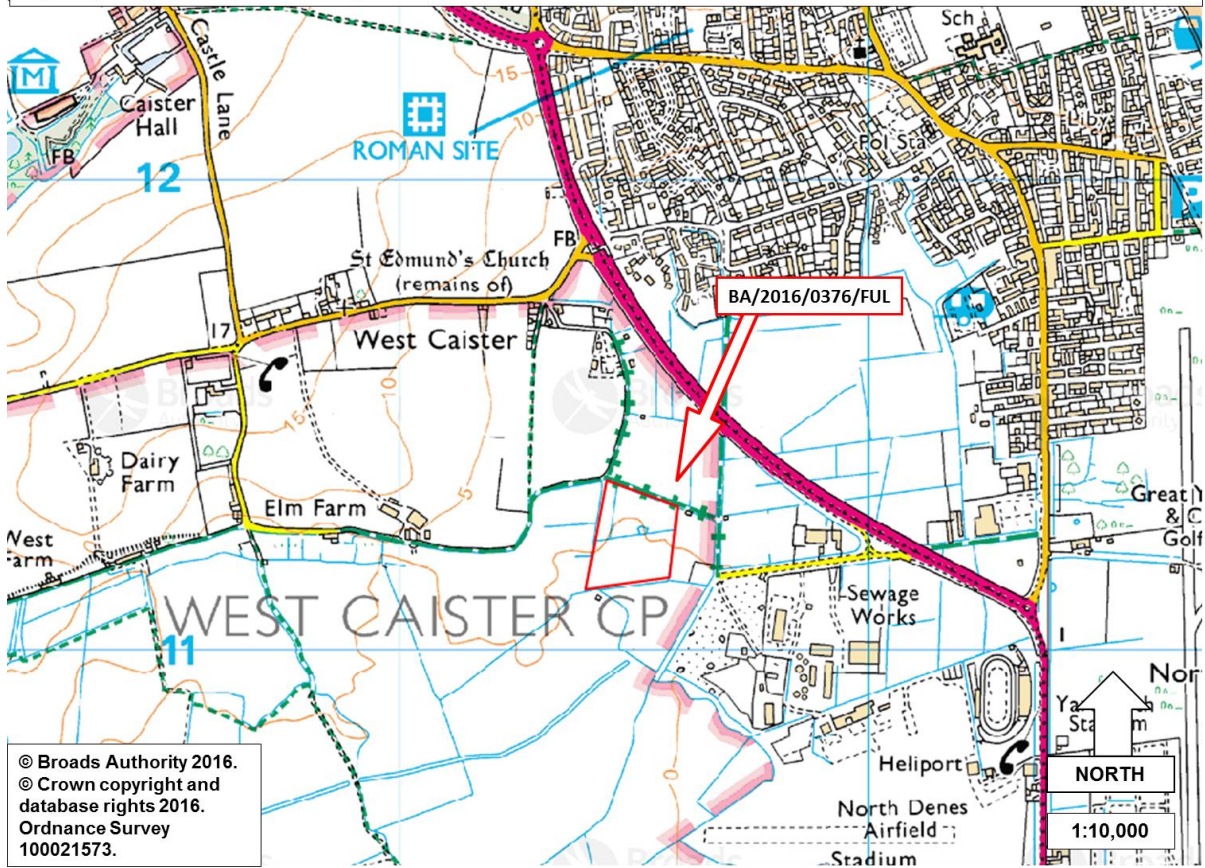 Sch
Castle Lane
15
M
Caister
Hall
10
ROMAN SITE
Pol Sta
FB
12
FB
St Edmund's Church
(remains of)
BA/2016/0376/FUL
17
West Caister
10
15
Dairy
Farm
Great Y
& C
Golf
Elm Farm
5
West
Farm
WEST CAISTER CP
Sewage
Works
11
1
Nor
© Broads Authority 2016.
© Crown copyright and
database rights 2016.
Ordnance Survey
100021573.
0
Heliport
NORTH
North Denes
Airfield
1:10,000
Stadium